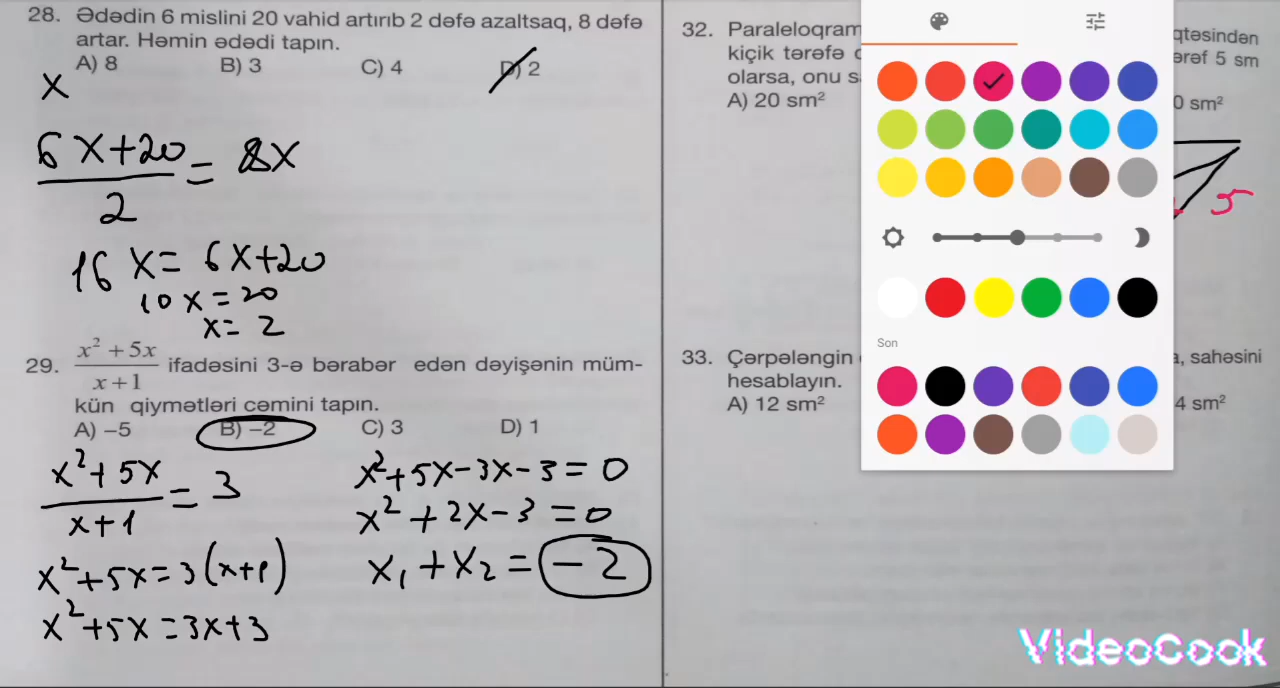 28. Ədədin 6 mislini 20 vahid artırıb 2 dəfə azaltsaq, 8 dəfə
artar. Həmin ədədi tapın.
A) 8 B) 3 C) 4 D) 2
x
6x+20
= 8x
2
16x = 6x+20
10x = 20
x = 2
29. x² + 5x / x + 1 ifadəsini 3-ə bərabər edən dəyişənin müm-
kün qiymətləri cəmini tapın.
A) −5 B) −2 C) 3 D) 1
x²+5x
= 3
x+1
x²+5x=3(x+1)
x²+5x=3x+3
x²+5x−3x−3=0
x²+2x−3=0
x₁+x₂=−2
32. Paraleloqram
qtəsindən
kiçik tərəfə
ərəf 5 sm
olarsa, onu
A) 20 sm²
0 sm²
5
33. Çərpələngin
, sahəsini
hesablayın.
A) 12 sm²
4 sm²
Son
VideoCook